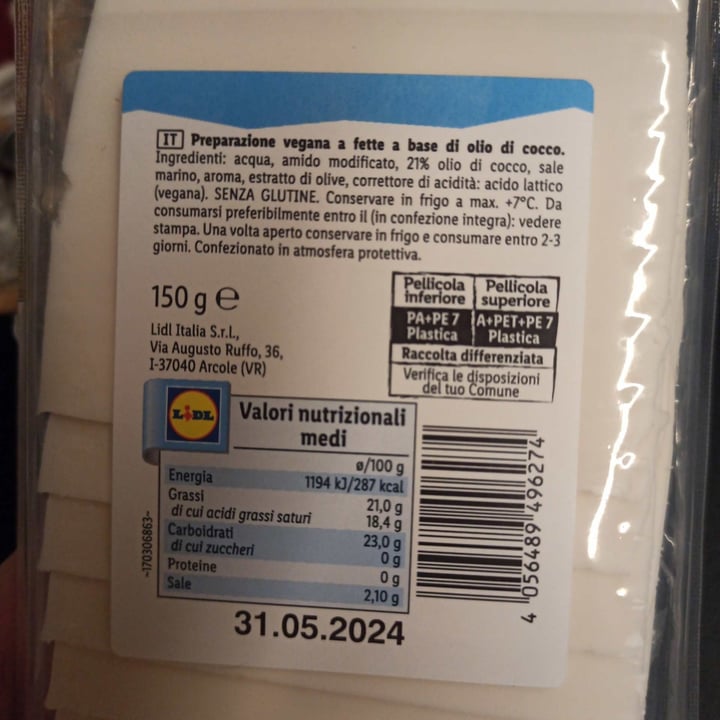 IT Preparazione vegana a fette a base di olio di cocco.
Ingredienti: acqua, amido modificato, 21% olio di cocco, sale
marino, aroma, estratto di olive, correttore di acidità: acido lattico
(vegana). SENZA GLUTINE. Conservare in frigo a max. +7°C. Da
consumarsi preferibilmente entro il (in confezione integra): vedere
stampa. Una volta aperto conservare in frigo e consumare entro 2-3
giorni. Confezionato in atmosfera protettiva.
150 g e
Lidl Italia S.r.l.,
Via Augusto Ruffo, 36,
I-37040 Arcole (VR)
Pellicola inferiore
Pellicola superiore
PA+PE 7 Plastica
A+PET+PE 7 Plastica
Raccolta differenziata
Verifica le disposizioni
del tuo Comune
LIDL
Valori nutrizionali
medi
ø/100 g
Energia 1194 kJ/287 kcal
Grassi 21,0 g
di cui acidi grassi saturi 18,4 g
Carboidrati 23,0 g
di cui zuccheri 0 g
Proteine 0 g
Sale 2,10 g
~170306863~
4 056489 496274
31.05.2024